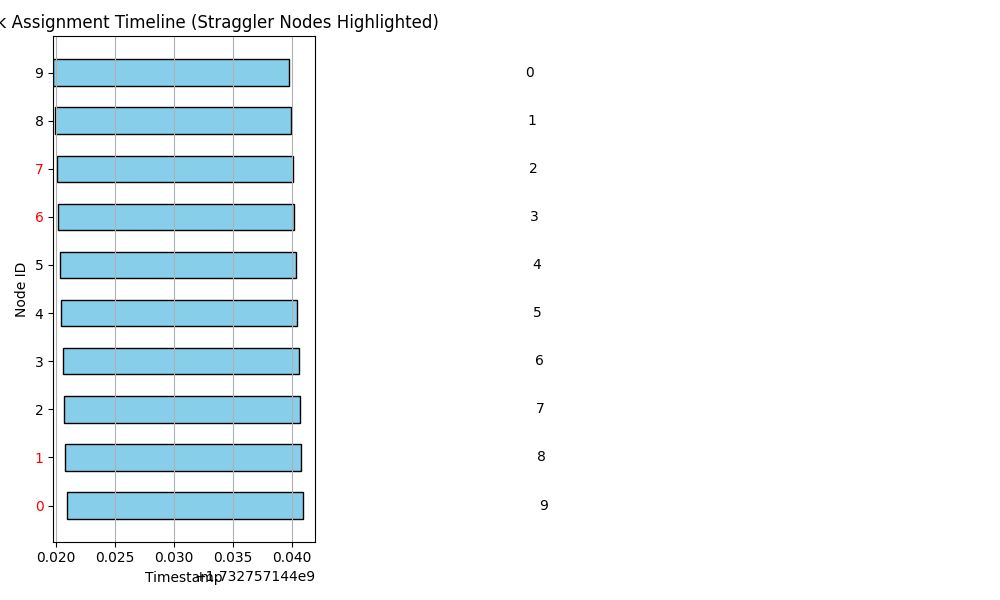 k Assignment Timeline (Straggler Nodes Highlighted)
9 0
8 1
7 2
6 3
5 4
4 5
3 6
2 7
1 8
0 9
Node ID
0.020 0.025 0.030 0.035 0.040
Timestamp +1.732757144e9